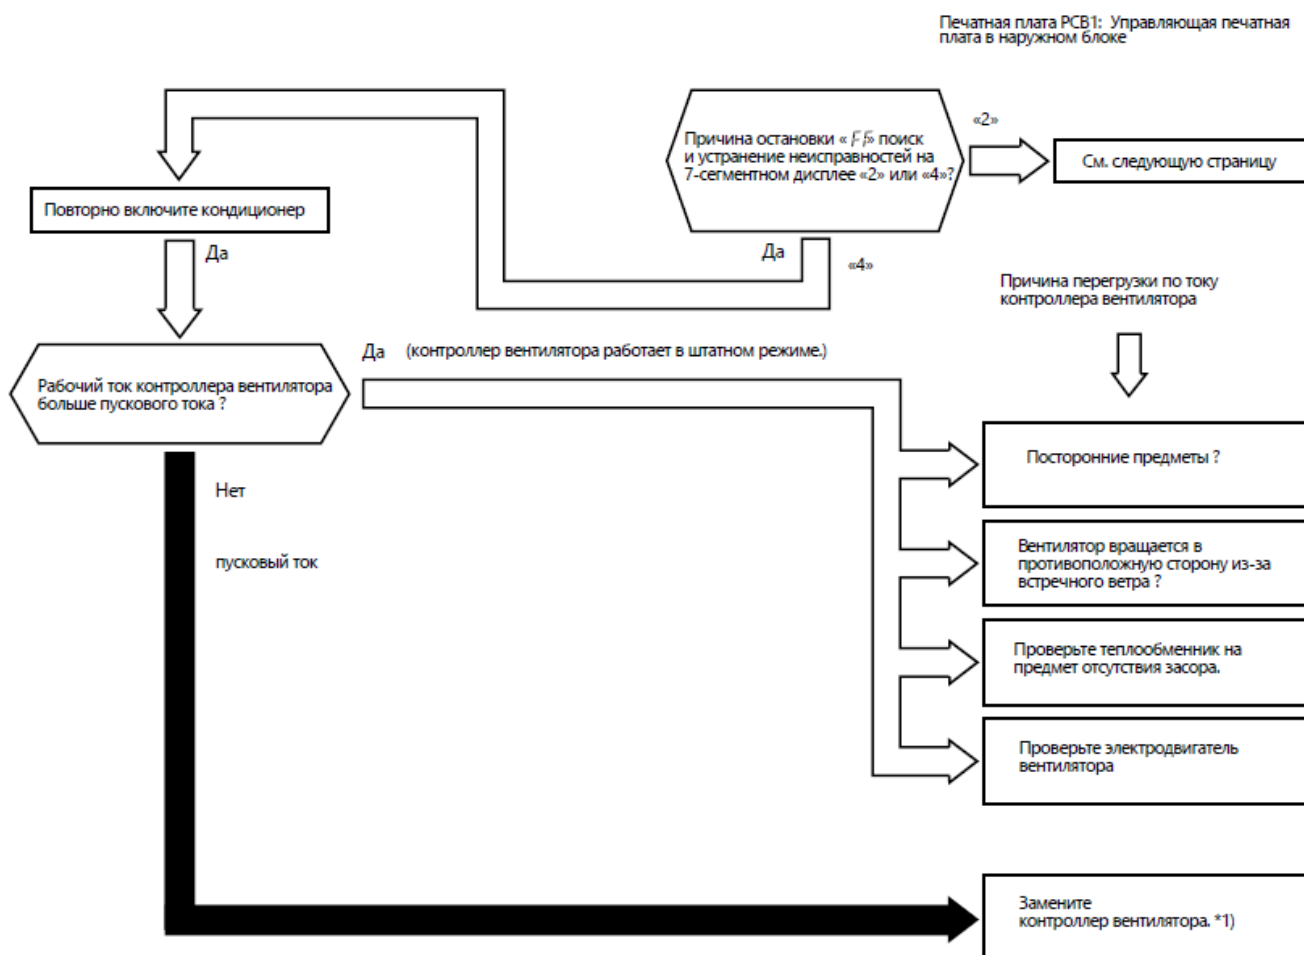 Печатная плата PCB1: Управляющая печатная
плата в наружном блоке
Причина остановки «FF» поиск
и устранение неисправностей на
7-сегментном дисплее «2» или «4»?
«2»
См. следующую страницу
Повторно включите кондиционер
Да
Да
«4»
Причина перегрузки по току
контроллера вентилятора
Да (контроллер вентилятора работает в штатном режиме.)
Рабочий ток контроллера вентилятора
больше пускового тока ?
Посторонние предметы ?
Нет
пусковый ток
Вентилятор вращается в
противоположную сторону из-за
встречного ветра ?
Проверьте теплообменник на
предмет отсутствия засора.
Проверьте электродвигатель
вентилятора
Замените
контроллер вентилятора. *1)